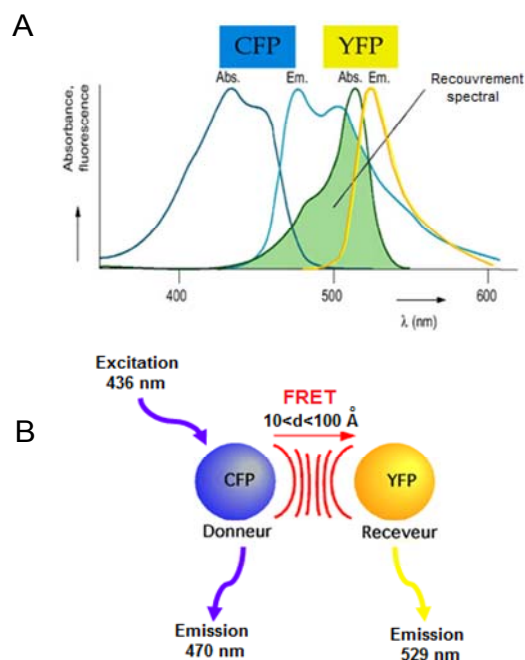 A
CFP YFP
Abs. Em. Abs. Em.
Recouvrement
spectral
Absorbance,
fluorescence
400 500 600
λ (nm)
B
Excitation
436 nm
FRET
10<d<100 Å
CFP YFP
Donneur Receveur
Emission
470 nm
Emission
529 nm